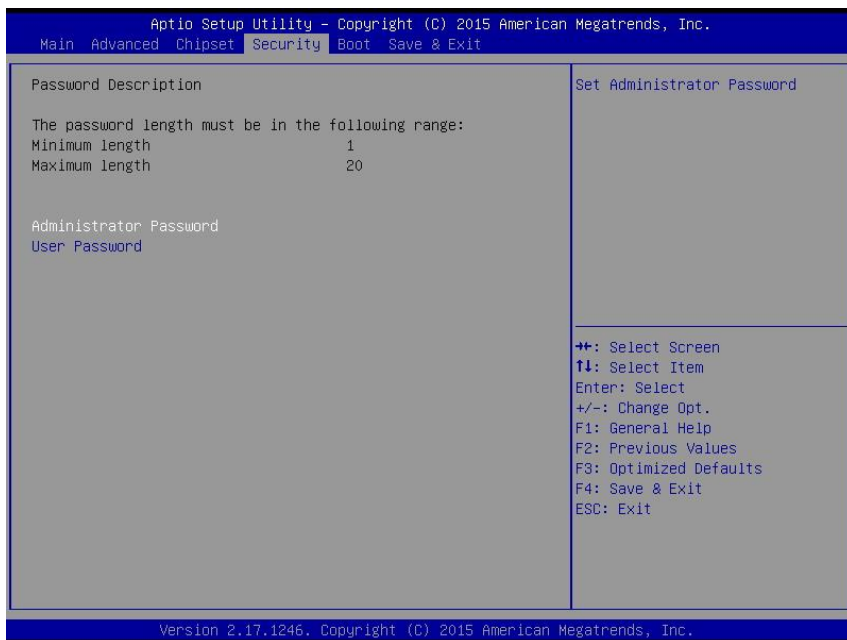 Aptio Setup Utility - Copyright (C) 2015 American Megatrends, Inc.
Main Advanced Chipset Security Boot Save & Exit
Password Description
The password length must be in the following range:
Minimum length 1
Maximum length 20
Administrator Password
User Password
Set Administrator Password
→←: Select Screen
↑↓: Select Item
Enter: Select
+/-: Change Opt.
F1: General Help
F2: Previous Values
F3: Optimized Defaults
F4: Save & Exit
ESC: Exit
Version 2.17.1246. Copyright (C) 2015 American Megatrends, Inc.